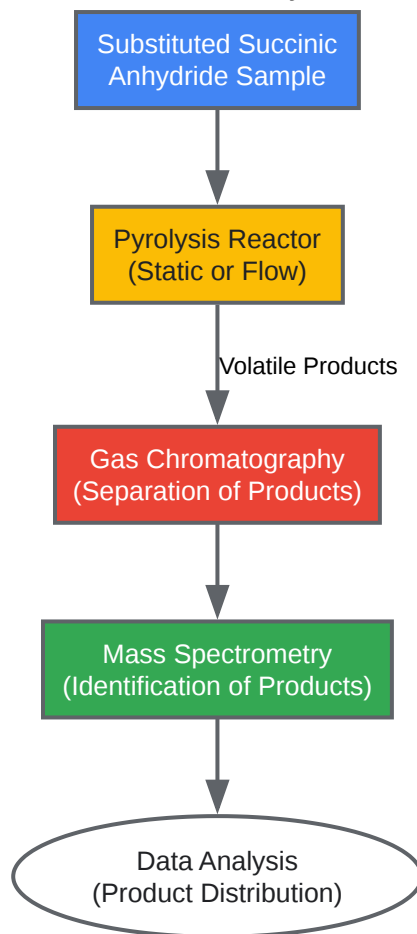 Substituted Succinic
Anhydride Sample
Pyrolysis Reactor
(Static or Flow)
Volatile Products
Gas Chromatography
(Separation of Products)
Mass Spectrometry
(Identification of Products)
Data Analysis
(Product Distribution)